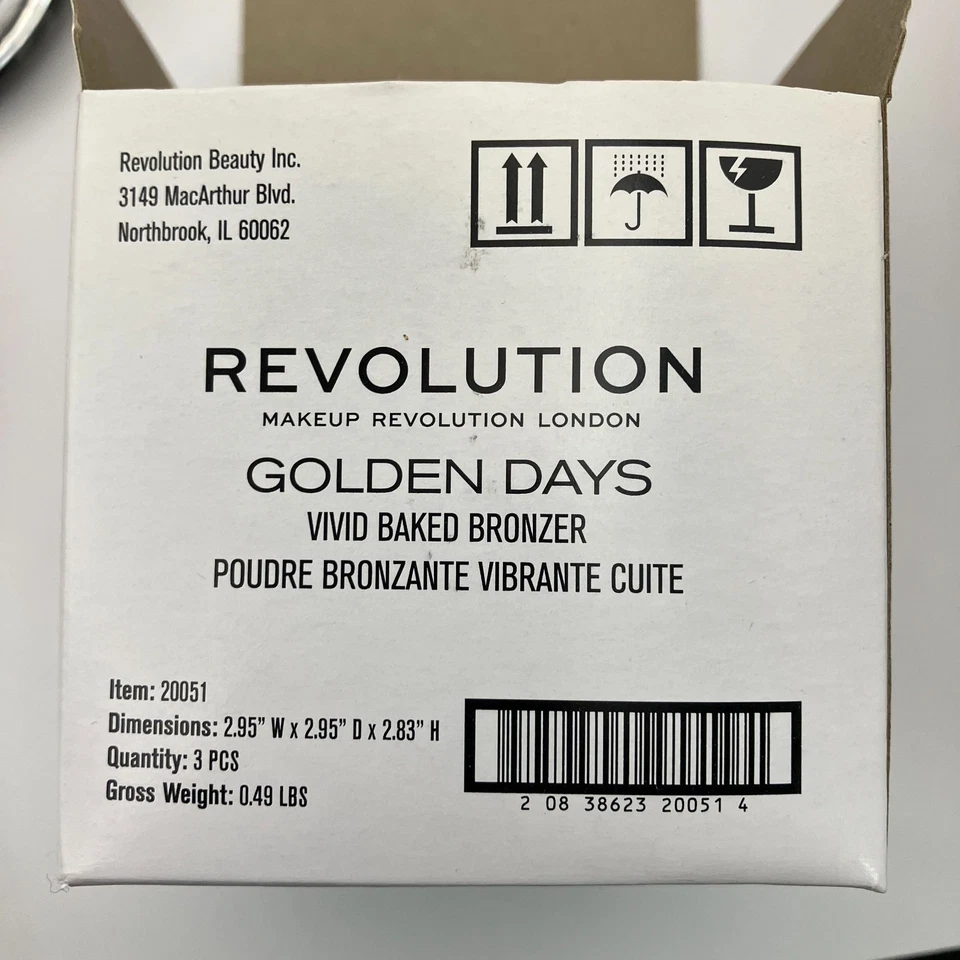 Revolution Beauty Inc.
3149 MacArthur Blvd.
Northbrook, IL 60062
REVOLUTION
MAKEUP REVOLUTION LONDON
GOLDEN DAYS
VIVID BAKED BRONZER
POUDRE BRONZANTE VIBRANTE CUITE
Item: 20051
Dimensions: 2.95” W x 2.95” D x 2.83” H
Quantity: 3 PCS
Gross Weight: 0.49 LBS
2 08 38623 20051 4